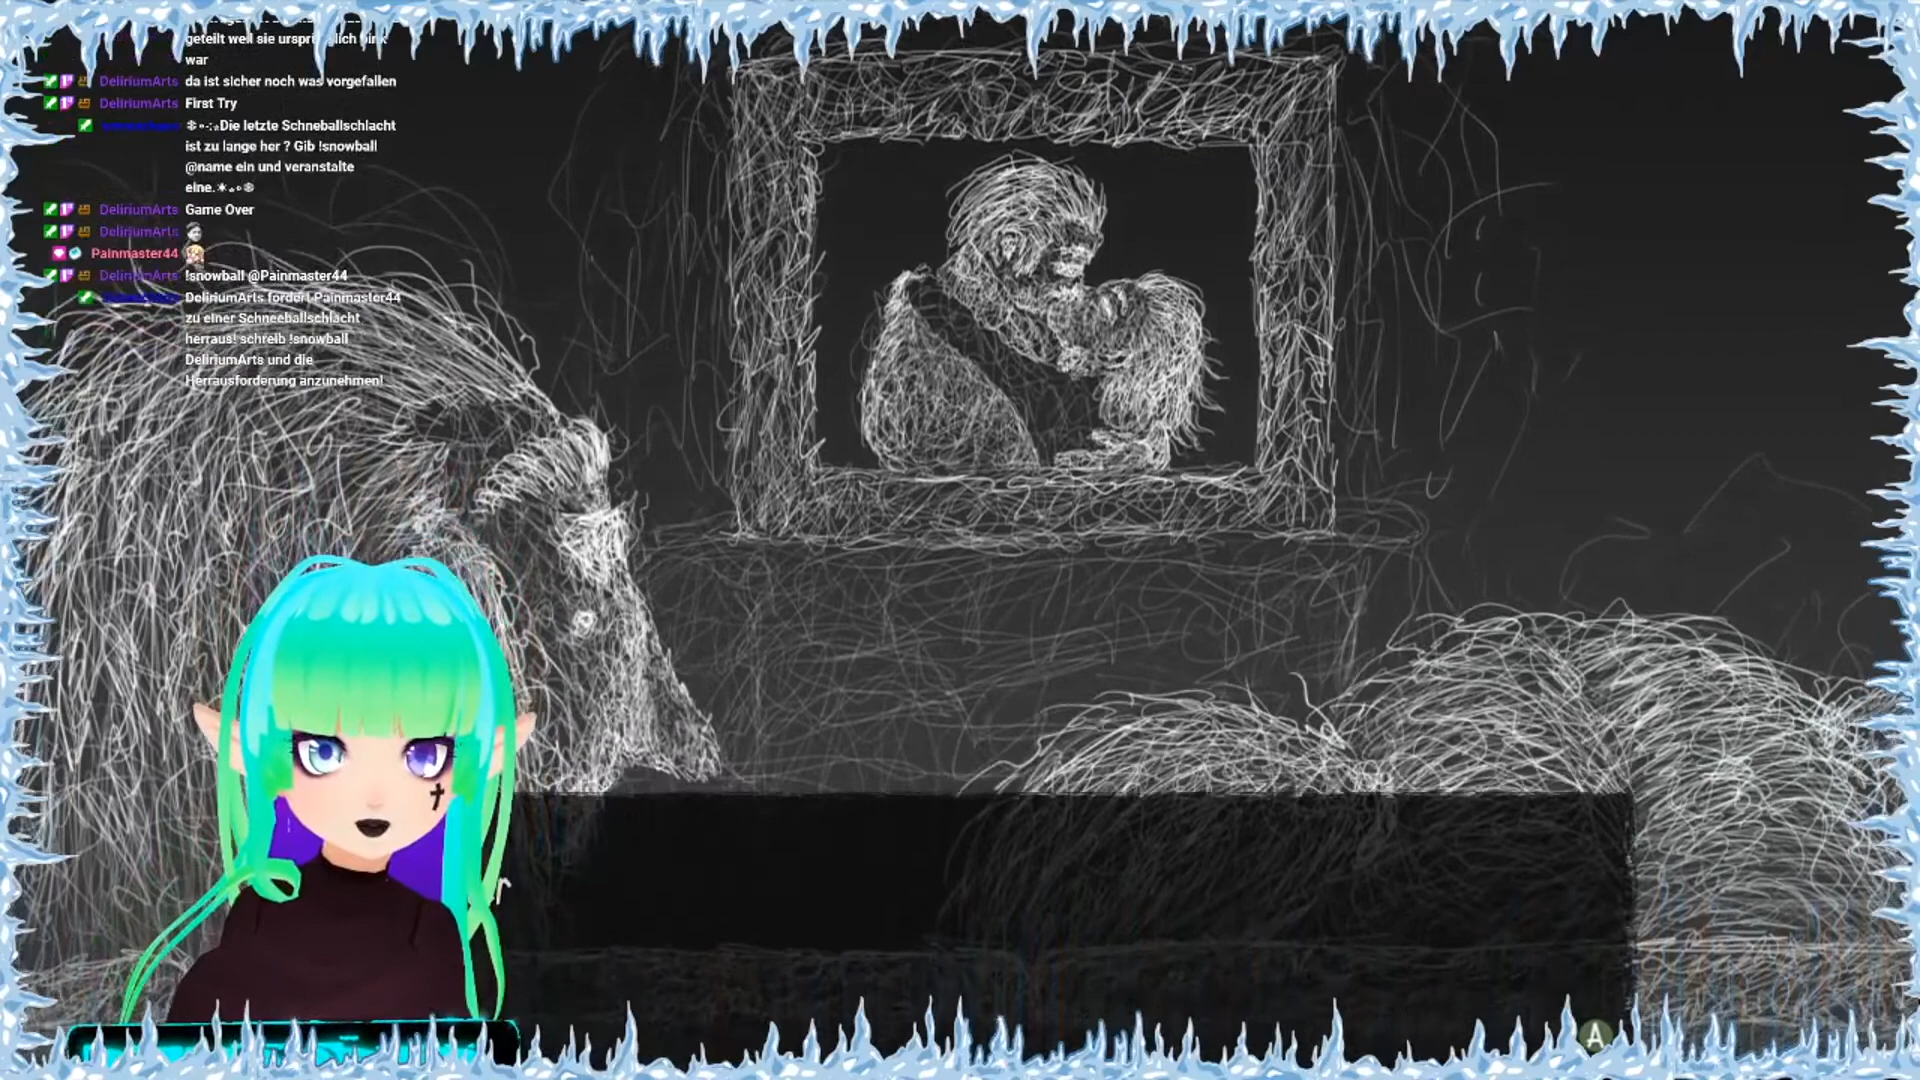 geteilt weil sie
war
DeliriumArts da ist sicher noch was vorgefallen
DeliriumArts First Try
❄∘∙:⁎Die letzte Schneballschlacht
ist zu lange her ? Gib !snowball
@name ein und veranstalte
eine.☀⁎∘❄
DeliriumArts Game Over
DeliriumArts
Painmaster44
DeliriumArts !snowball @Painmaster44
DeliriumArts fordert Painmaster44
zu einer Schneeballschlacht
herraus! schreib !snowball
DeliriumArts und die
Herrausforderung anzunehmen!
r
A